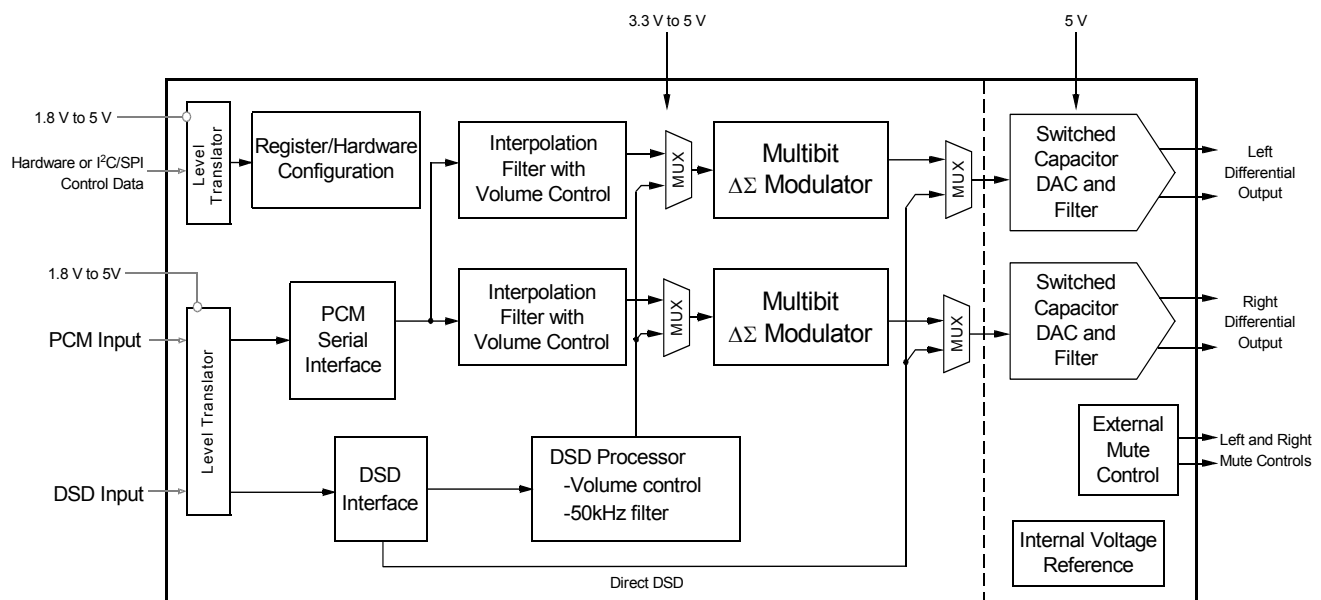 3.3 V to 5 V
5 V
1.8 V to 5 V
Hardware or I²C/SPI
Control Data
Level
Translator
Register/Hardware
Configuration
Interpolation
Filter with
Volume Control
MUX
Multibit
ΔΣ Modulator
MUX
Switched
Capacitor
DAC and
Filter
Left
Differential
Output
1.8 V to 5V
PCM Input
Level Translator
PCM
Serial
Interface
Interpolation
Filter with
Volume Control
MUX
Multibit
ΔΣ Modulator
MUX
Switched
Capacitor
DAC and
Filter
Right
Differential
Output
External
Mute
Control
Left and Right
Mute Controls
DSD Input
DSD
Interface
DSD Processor
-Volume control
-50kHz filter
Internal Voltage
Reference
Direct DSD